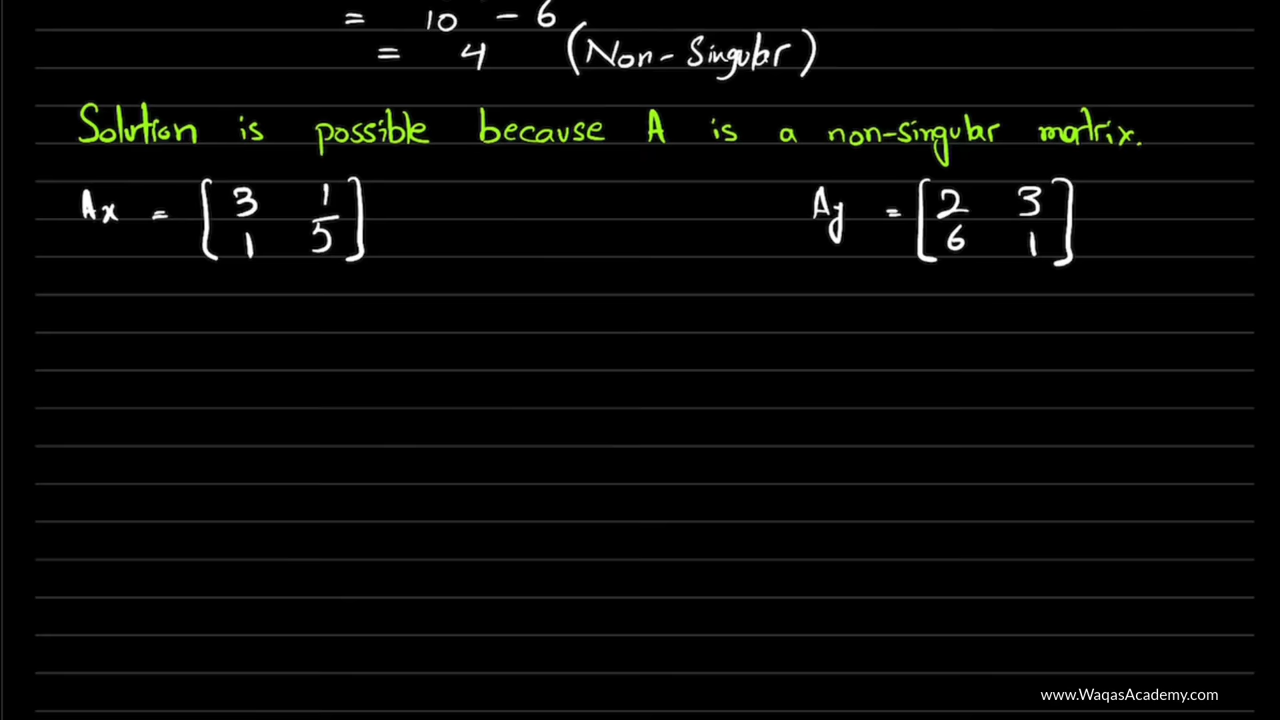 = 10 - 6
= 4 (Non-Singular)
Solution is possible because A is a non-singular matrix.
Ax = [3 1 Ay = [2 3
1 5] 6 1]
www.WaqasAcademy.com